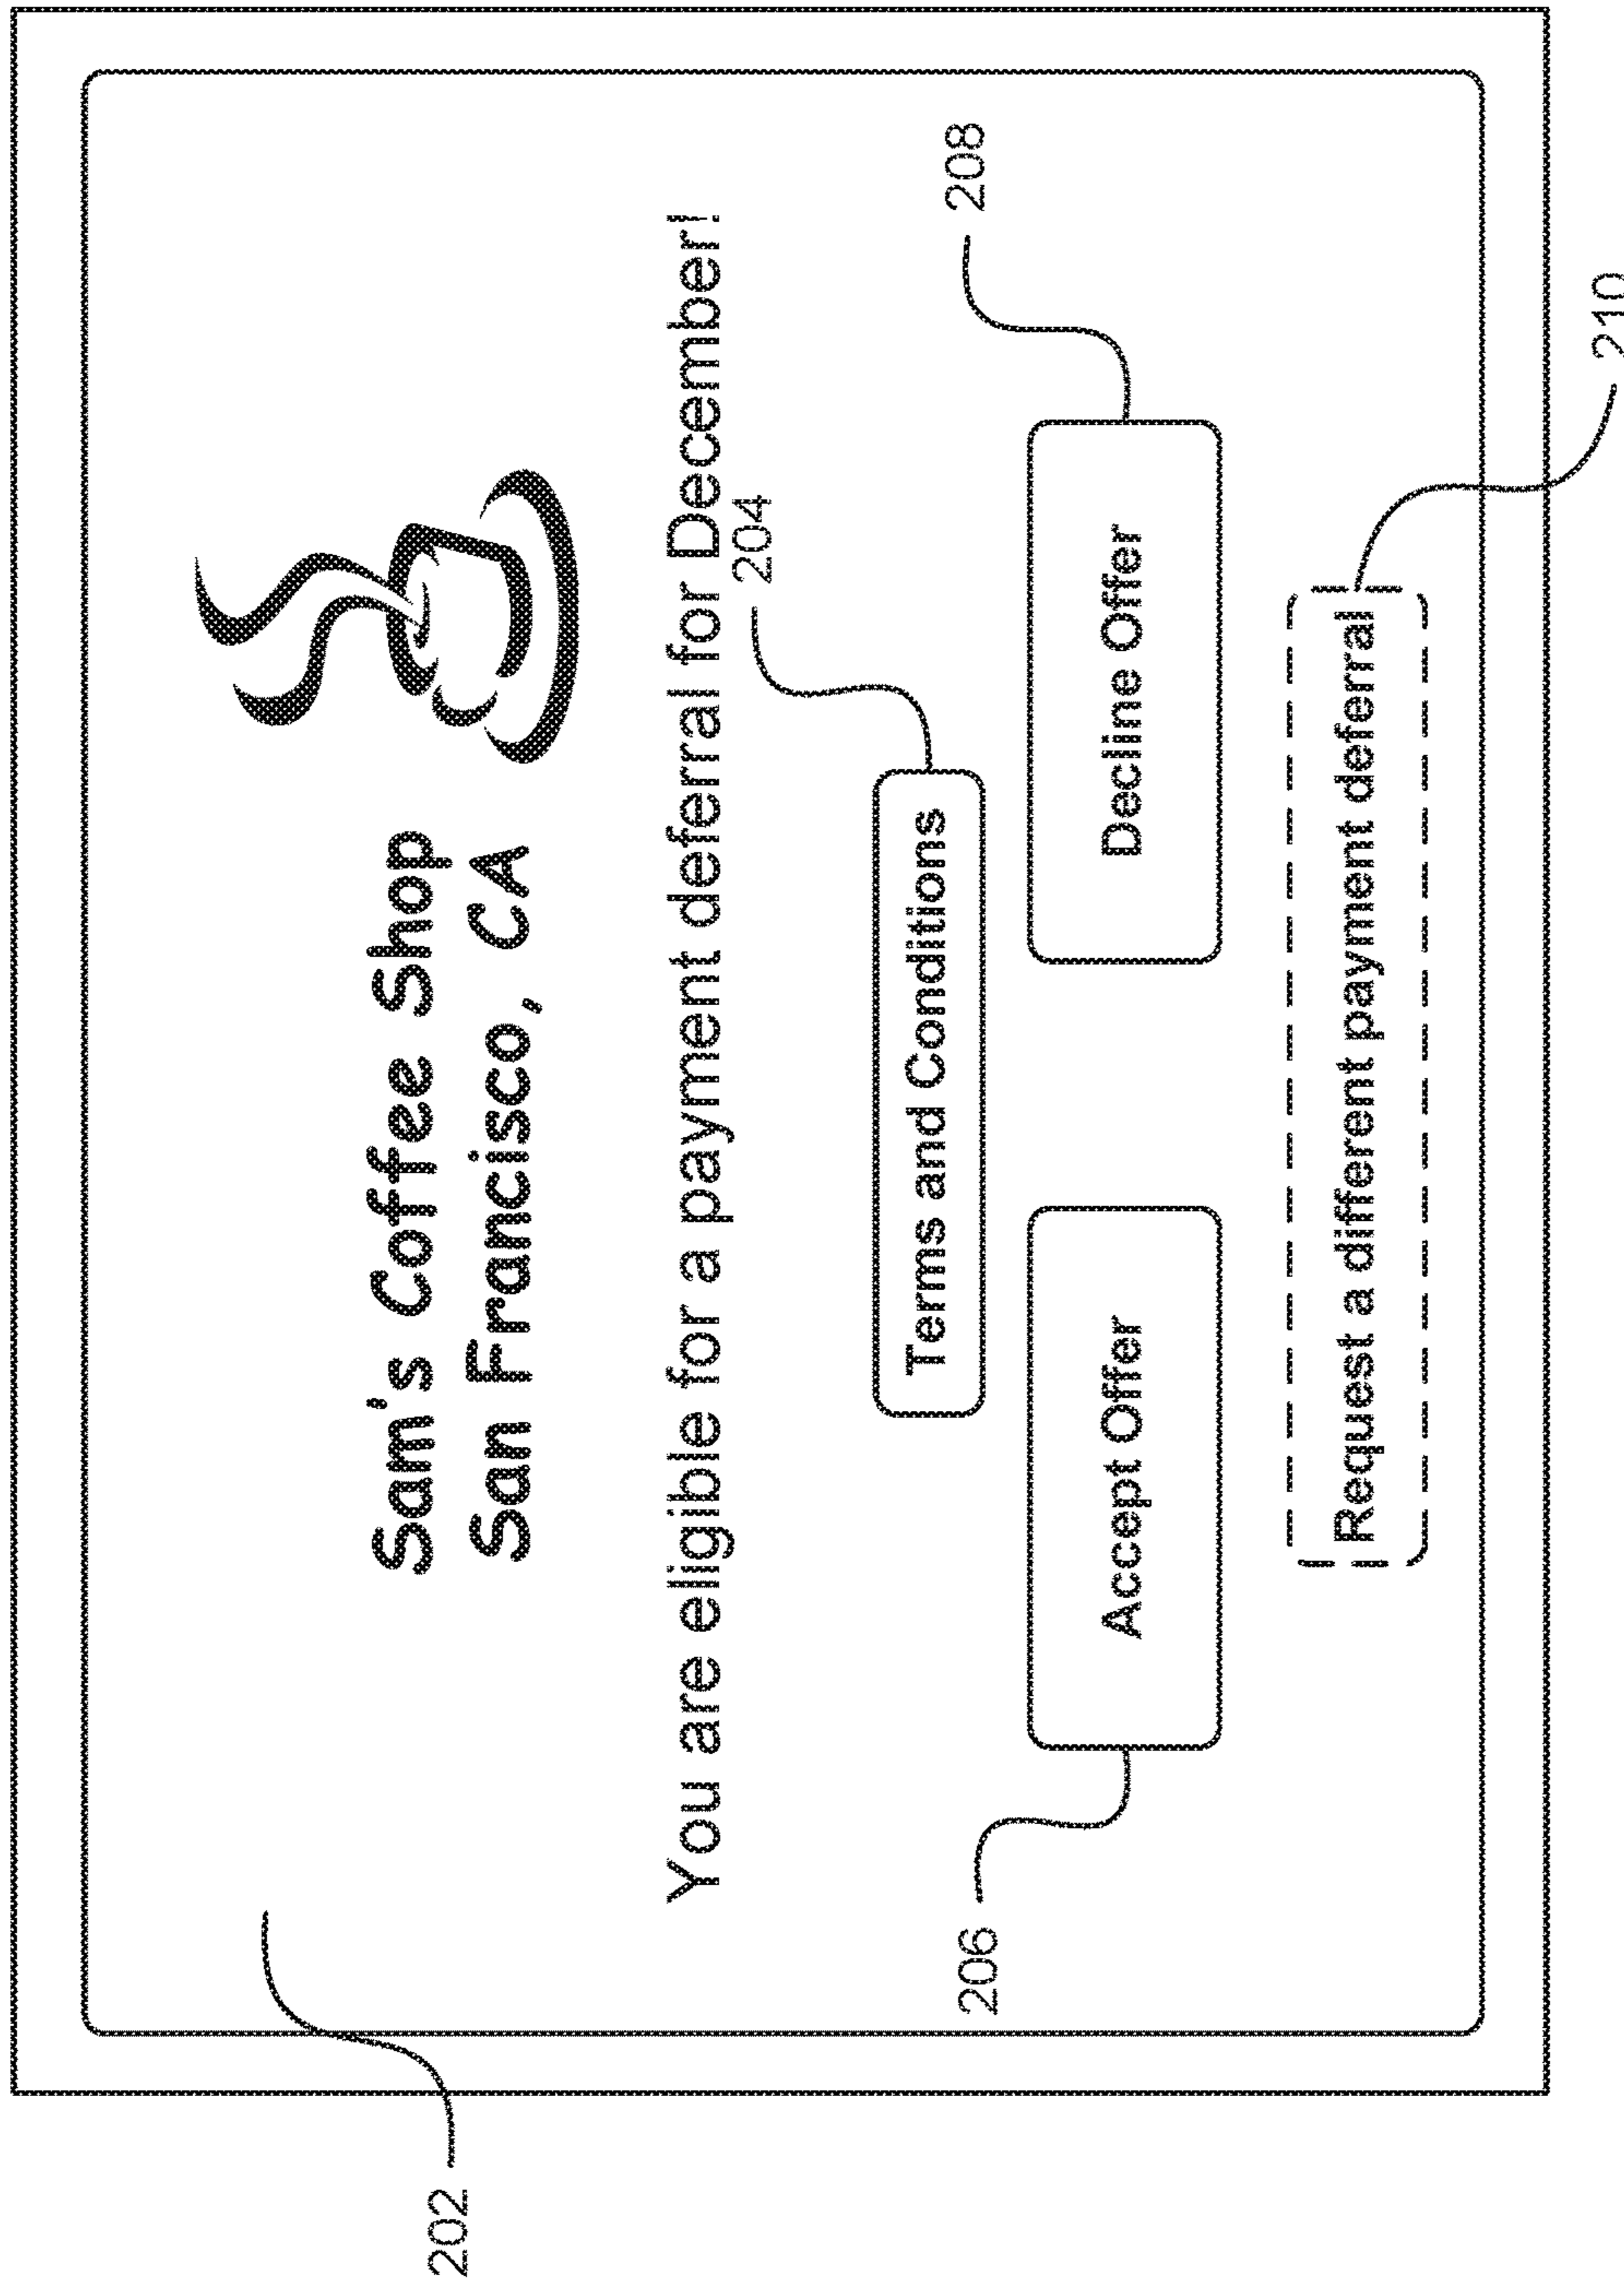 Sam's Coffee Shop
San Francisco, CA
You are eligible for a payment deferral for December!
204
Terms and Conditions
206
Accept Offer
Decline Offer
208
Request a different payment deferral
210
202